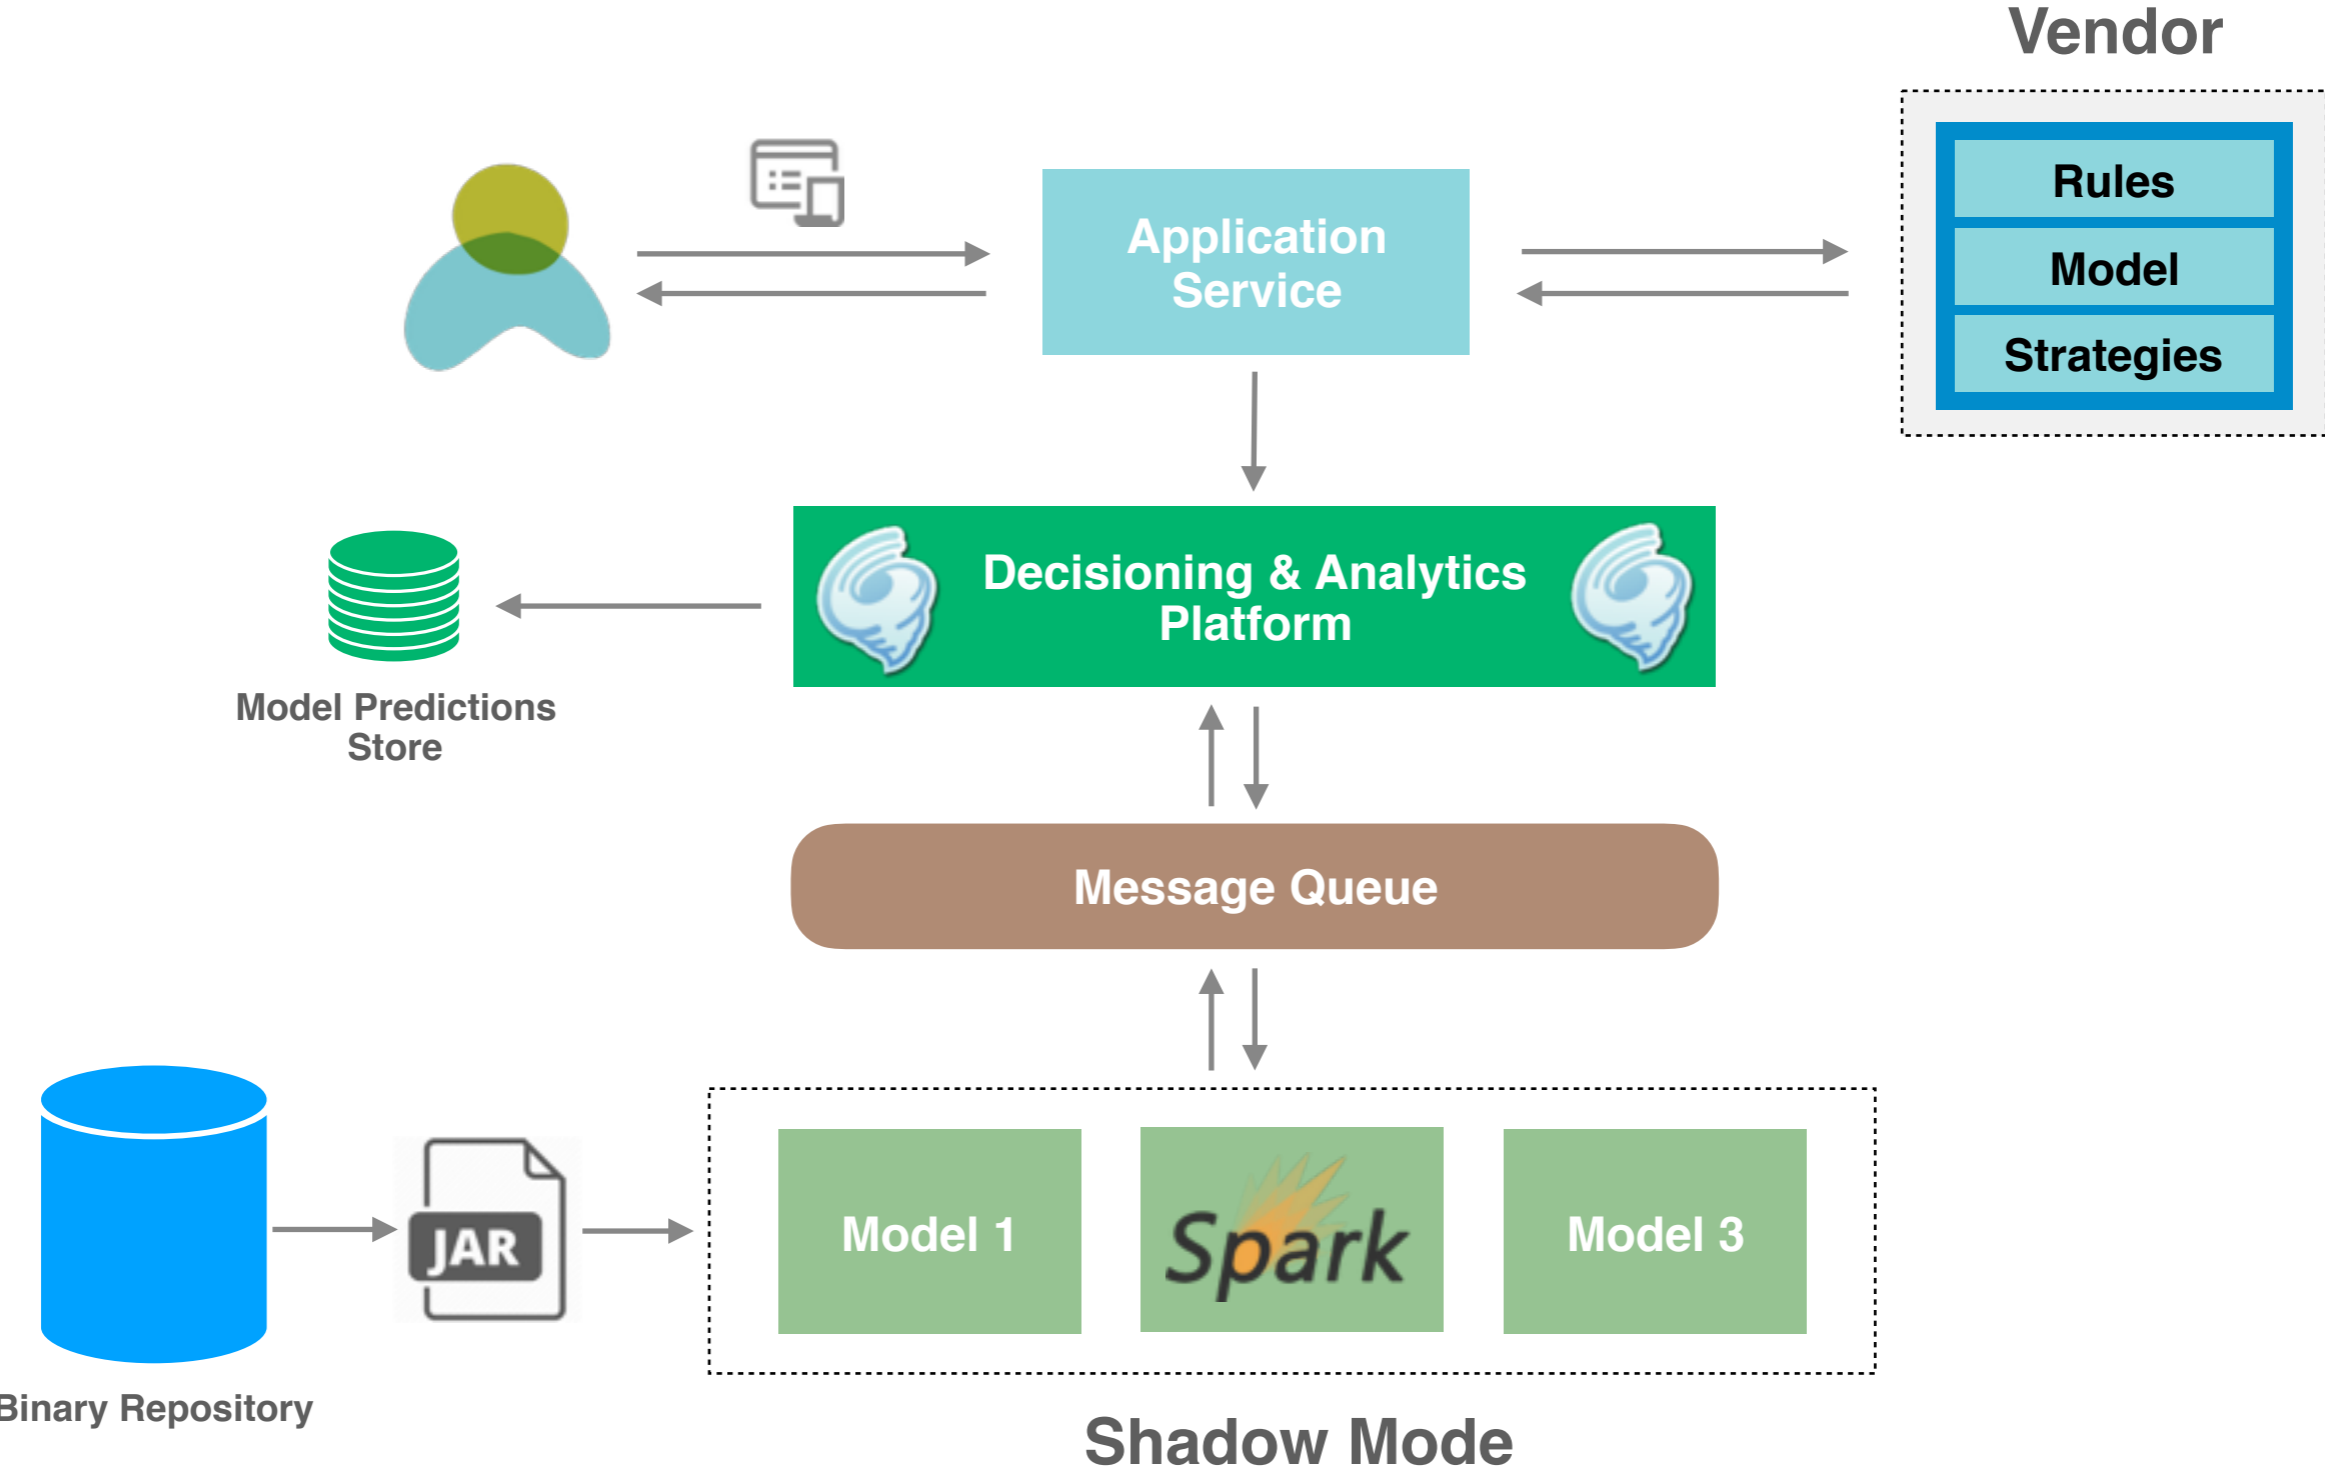 Vendor
Rules
Model
Strategies
Application
Service
Decisioning & Analytics
Platform
Model Predictions
Store
Message Queue
JAR
Model 1
Spark
Model 3
Binary Repository
Shadow Mode